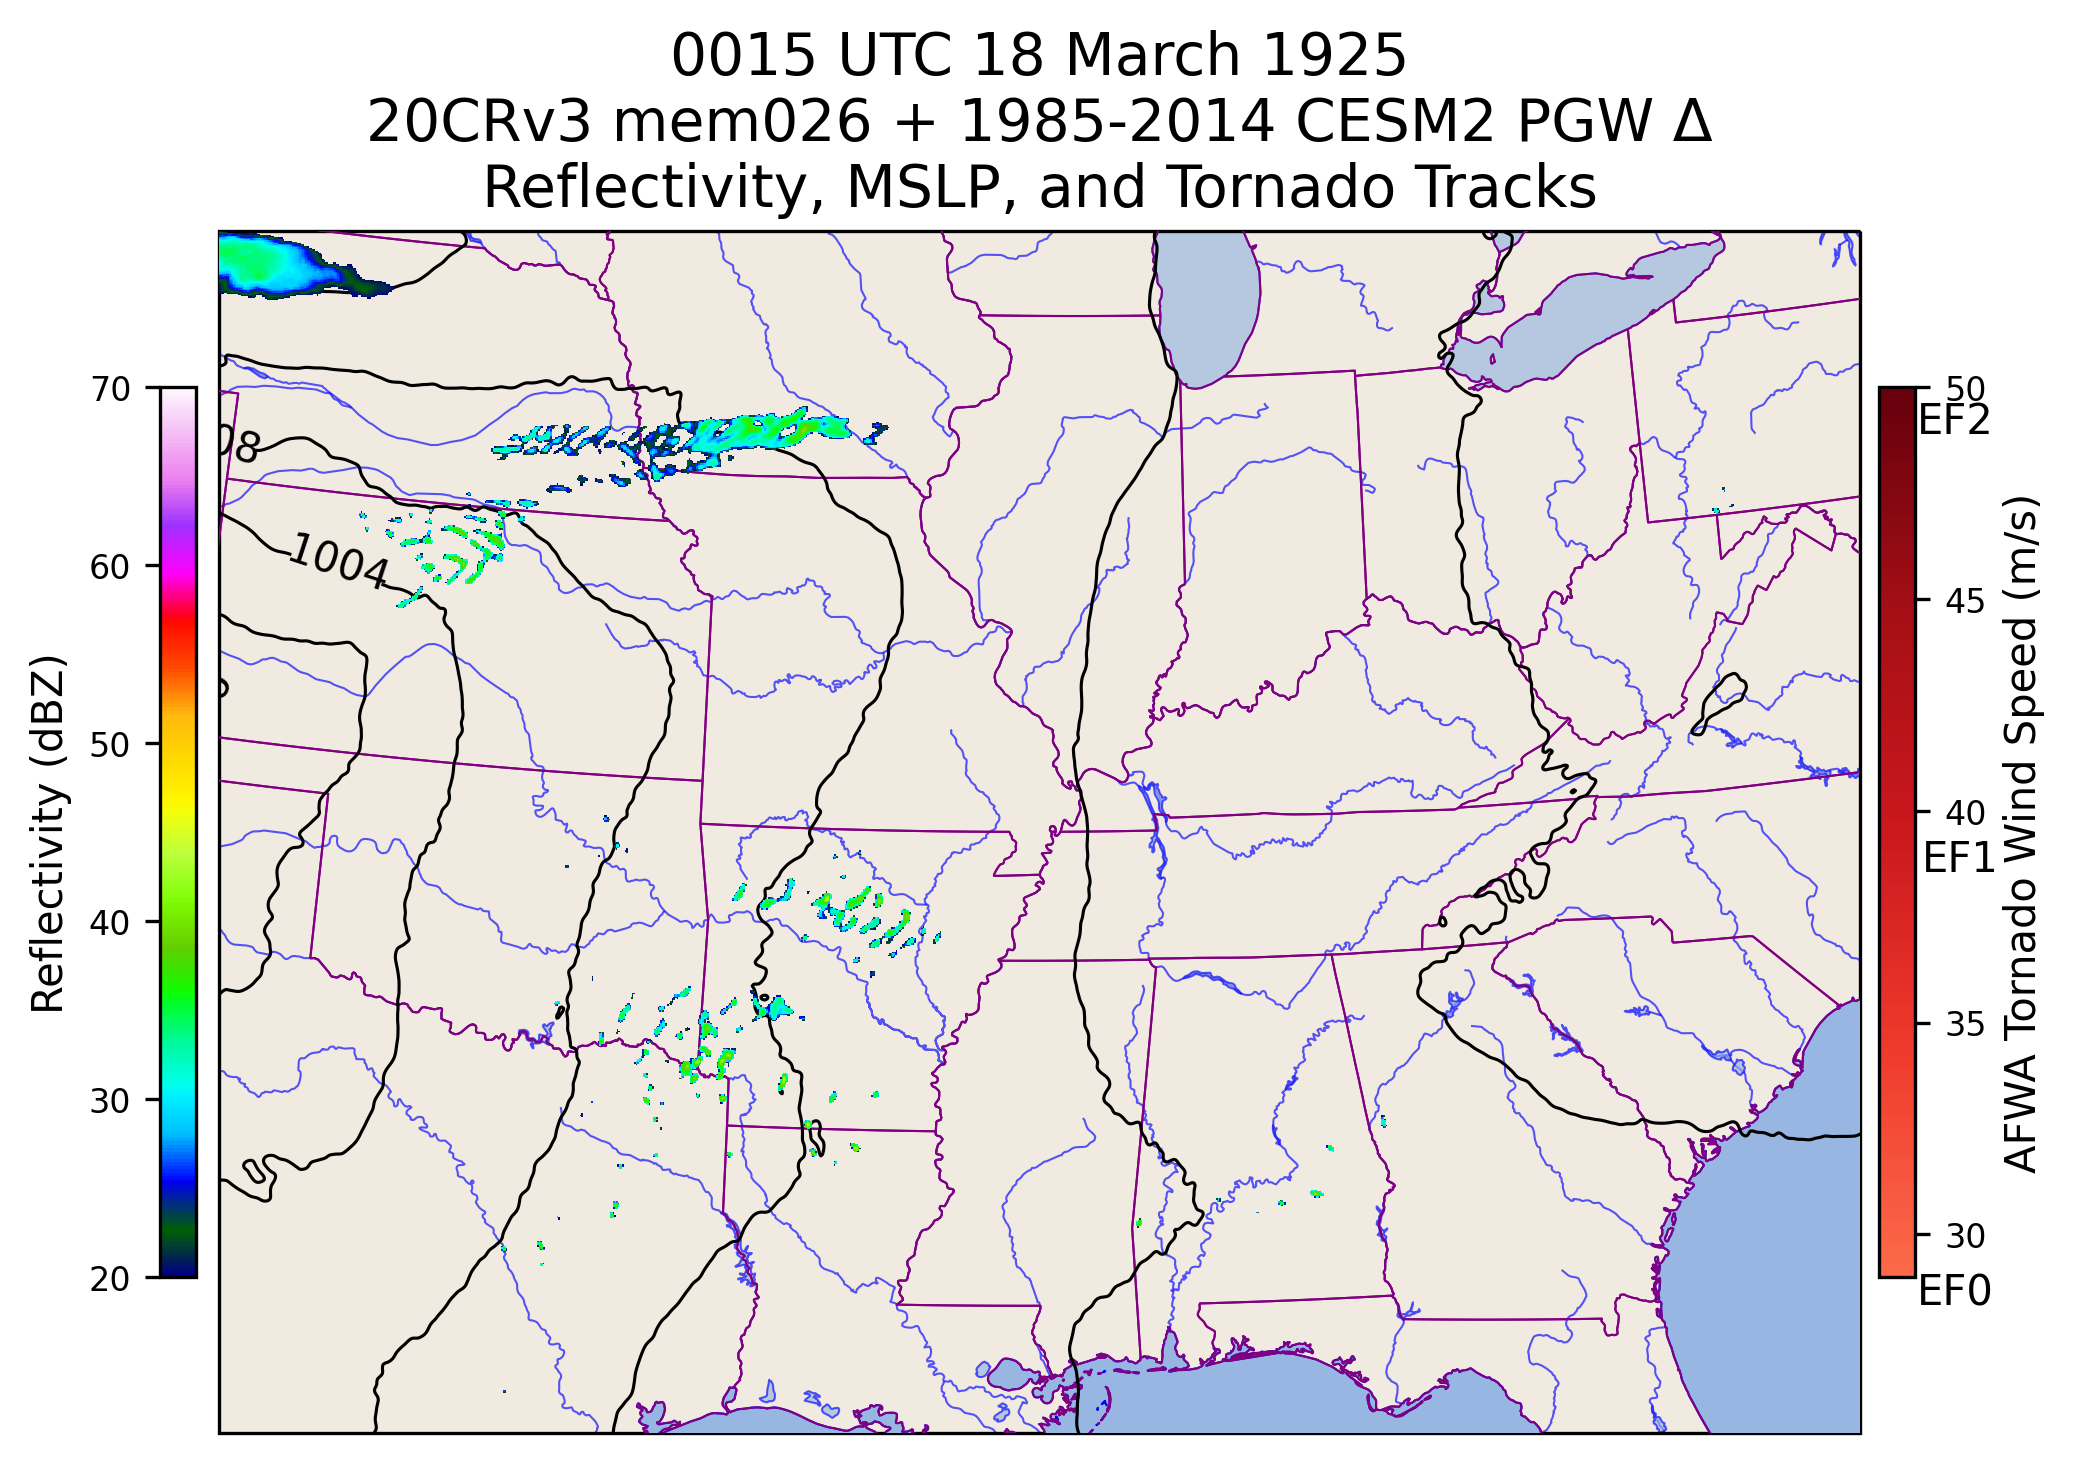 0015 UTC 18 March 1925
20CRv3 mem026 + 1985-2014 CESM2 PGW Δ
Reflectivity, MSLP, and Tornado Tracks
Reflectivity (dBZ)
70
60
50
40
30
20
08
1004
50
EF2
45
40
EF1
35
30
EF0
AFWA Tornado Wind Speed (m/s)